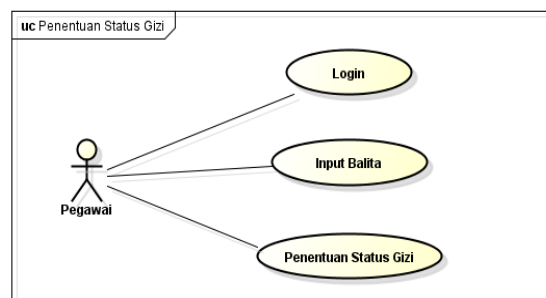 uc Penentuan Status Gizi
Login
Input Balita
Pegawai
Penentuan Status Gizi